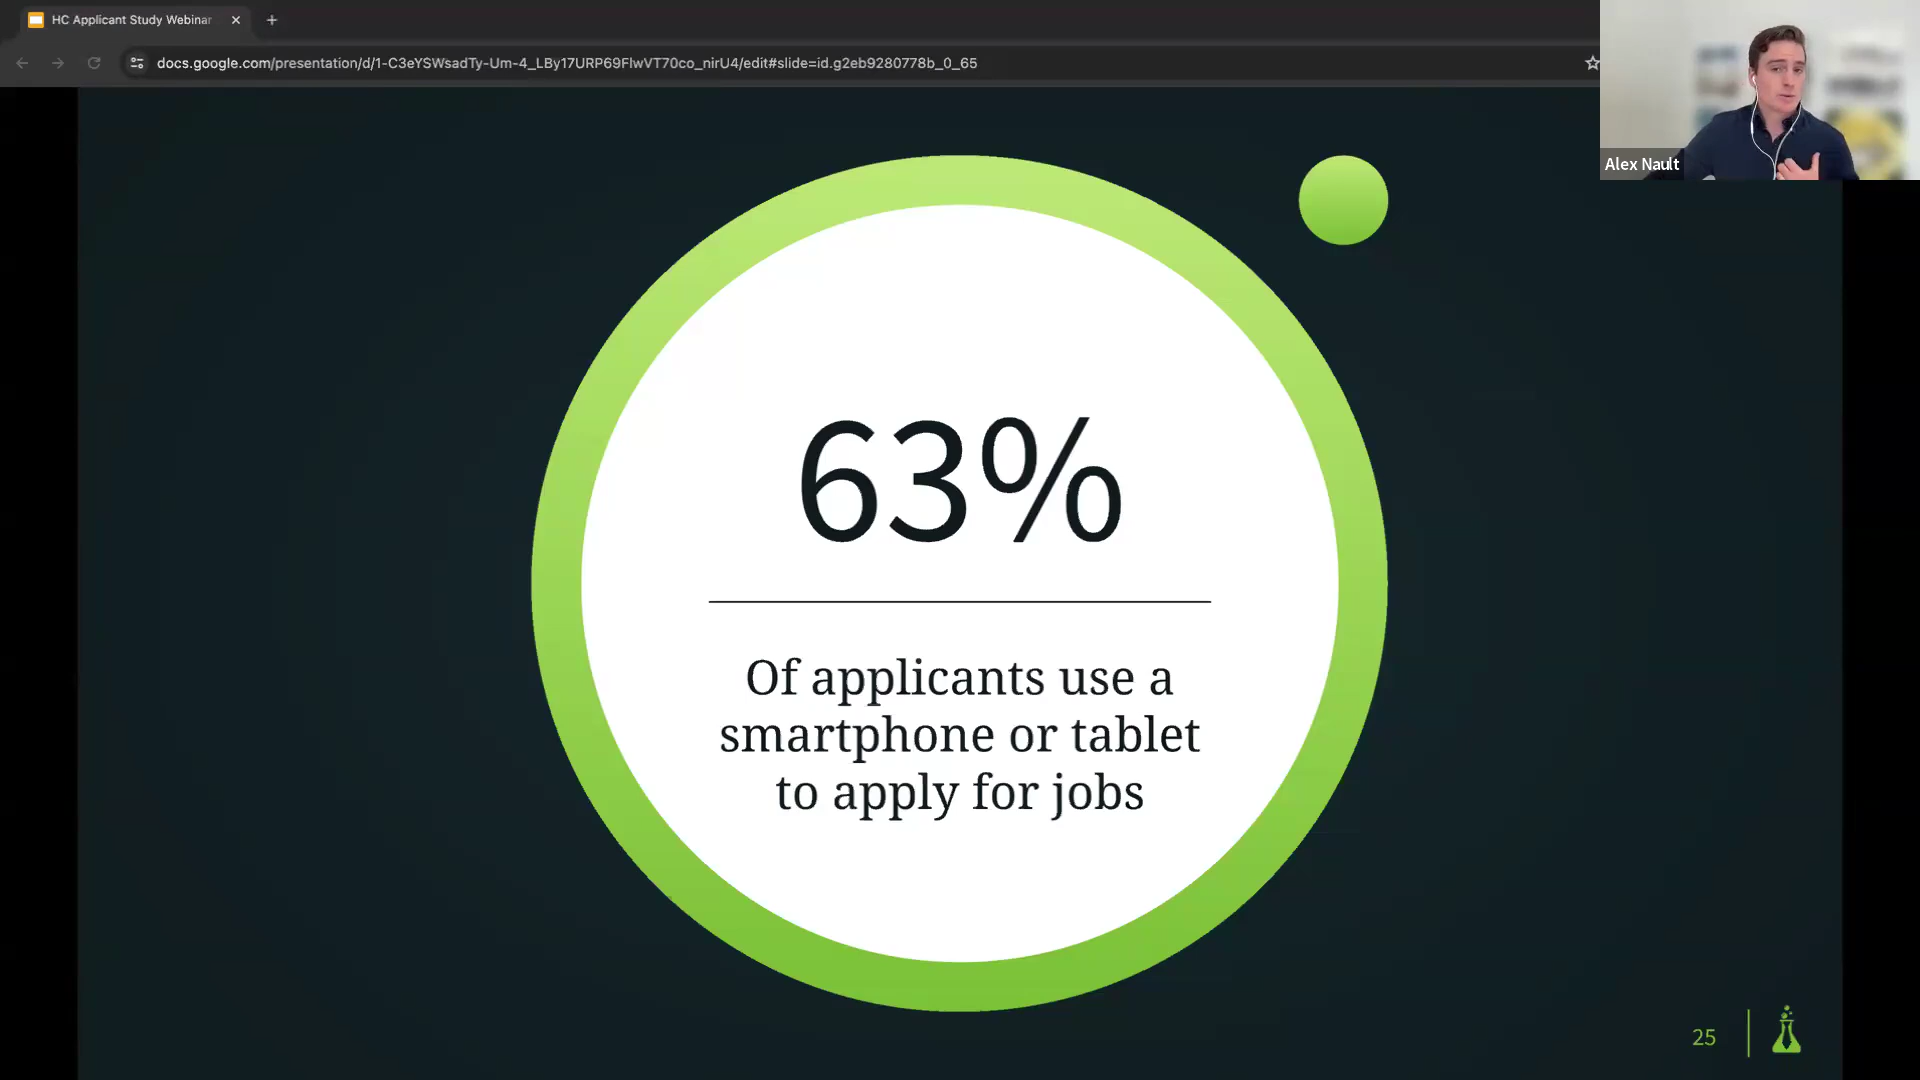 HC Applicant Study Webinar
docs.google.com/presentation/d/1-C3eYSWsadTy-Um-4_LBy17URP69FlwVT70co_nirU4/edit#slide=id.g2eb9280778b_0_65
Alex Nault
63%
Of applicants use a
smartphone or tablet
to apply for jobs
25